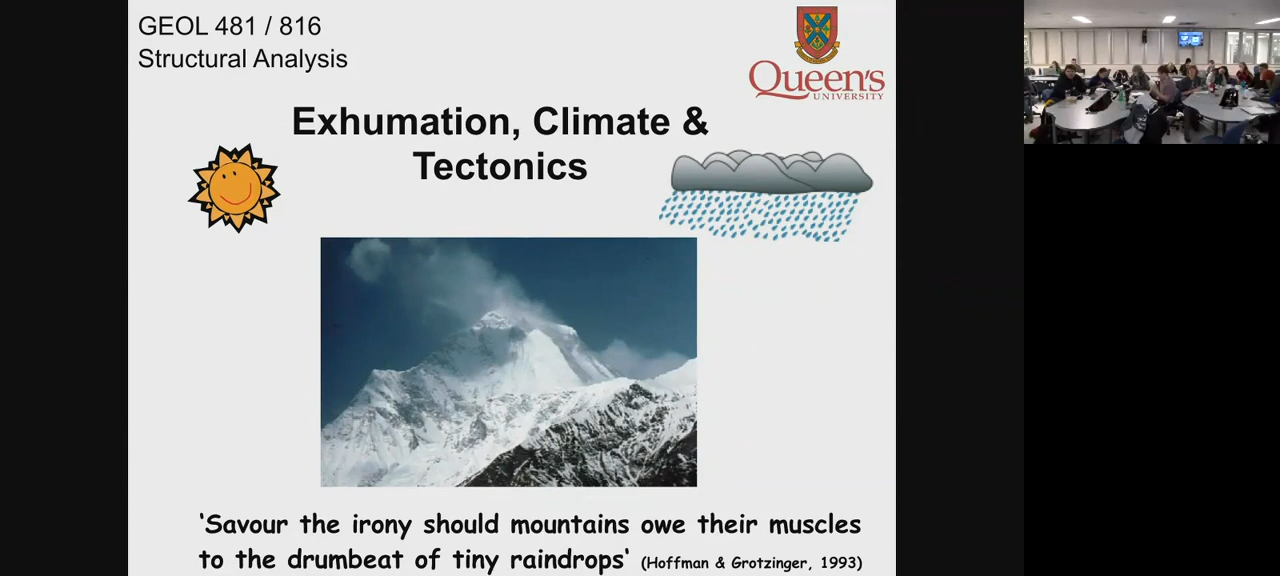 GEOL 481 / 816
Structural Analysis
Queen's
UNIVERSITY
Exhumation, Climate &
Tectonics
‘Savour the irony should mountains owe their muscles
to the drumbeat of tiny raindrops‘ (Hoffman & Grotzinger, 1993)